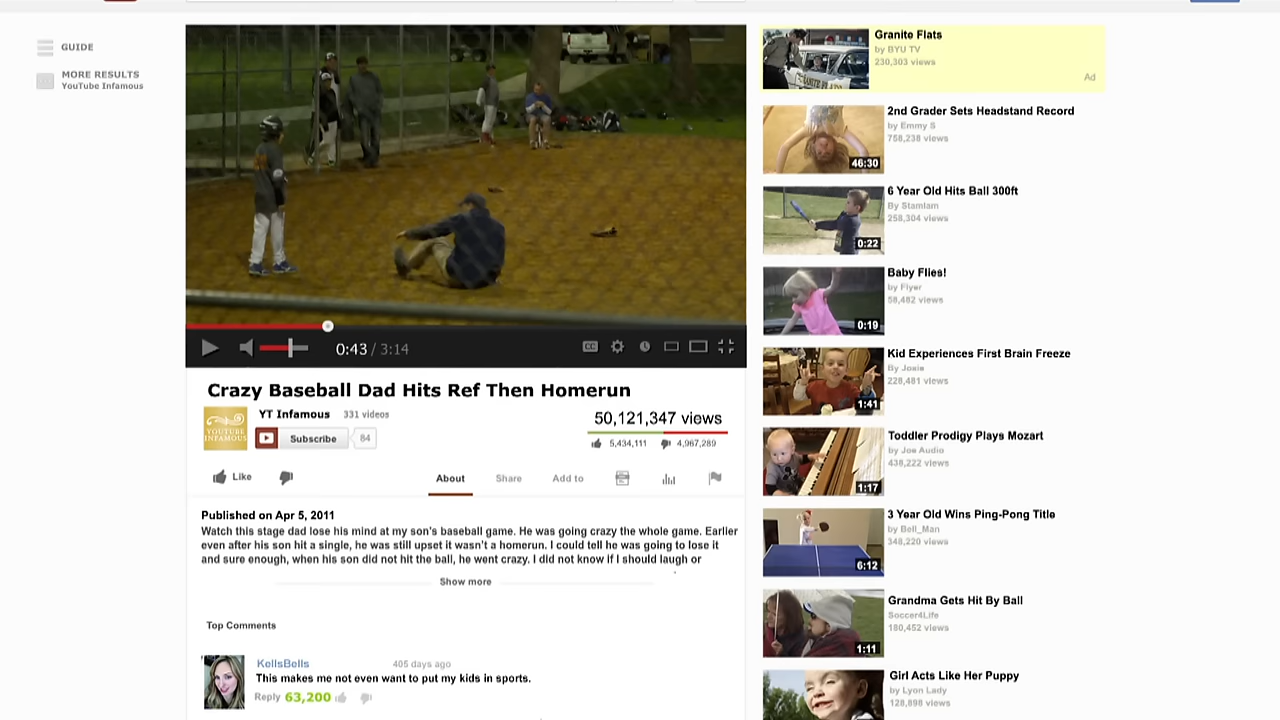 GUIDE
MORE RESULTS
YouTube Infamous
CC
0:43 / 3:14
Crazy Baseball Dad Hits Ref Then Homerun
YOUTUBE
INFAMOUS
YT Infamous 331 videos
Subscribe 84
50,121,347 views
5,434,111 4,967,289
Like
About Share Add to
Published on Apr 5, 2011
Watch this stage dad lose his mind at my son's baseball game. He was going crazy the whole game. Earlier
even after his son hit a single, he was still upset it wasn't a homerun. I could tell he was going to lose it
and sure enough, when his son did not hit the ball, he went crazy. I did not know if I should laugh or
Show more
Top Comments
KellsBells 405 days ago
This makes me not even want to put my kids in sports.
Reply 63,200
Granite Flats
by BYU TV
230,303 views
Ad
2nd Grader Sets Headstand Record
by Emmy S
758,238 views
46:30
6 Year Old Hits Ball 300ft
By Stamlam
258,304 views
0:22
Baby Flies!
by Flyer
58,482 views
0:19
Kid Experiences First Brain Freeze
By Josie
228,481 views
1:41
Toddler Prodigy Plays Mozart
by Joe Audio
438,222 views
1:17
3 Year Old Wins Ping-Pong Title
by Bell_Man
348,220 views
6:12
Grandma Gets Hit By Ball
Soccer4Life
180,452 views
1:11
Girl Acts Like Her Puppy
by Lyon Lady
128,898 views